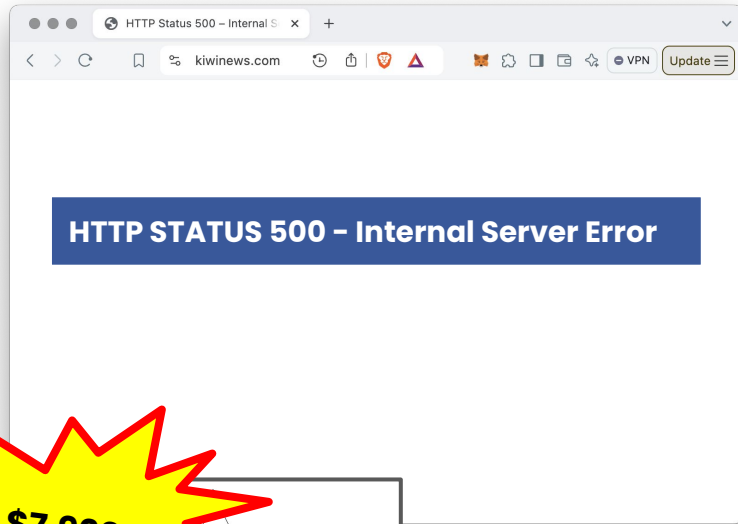 HTTP Status 500 – Internal S
kiwinews.com
VPN
Update
HTTP STATUS 500 - Internal Server Error